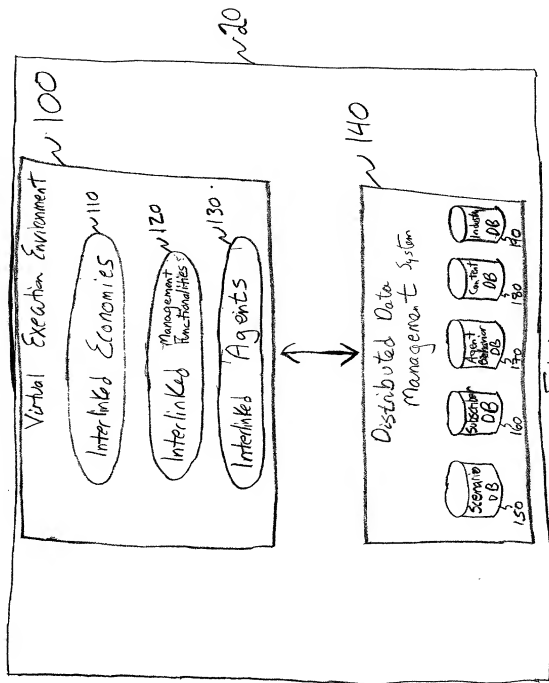 20
Virtual Execution Environment
100
Interlinked Economies
110
Interlinked Management
Functionalities
120
Interlinked Agents
130
Distributed Data
Management System
140
Scenario
DB
150
Subscriber
DB
160
Agent
Behavior
DB
170
Content
DB
180
Industry
DB
190